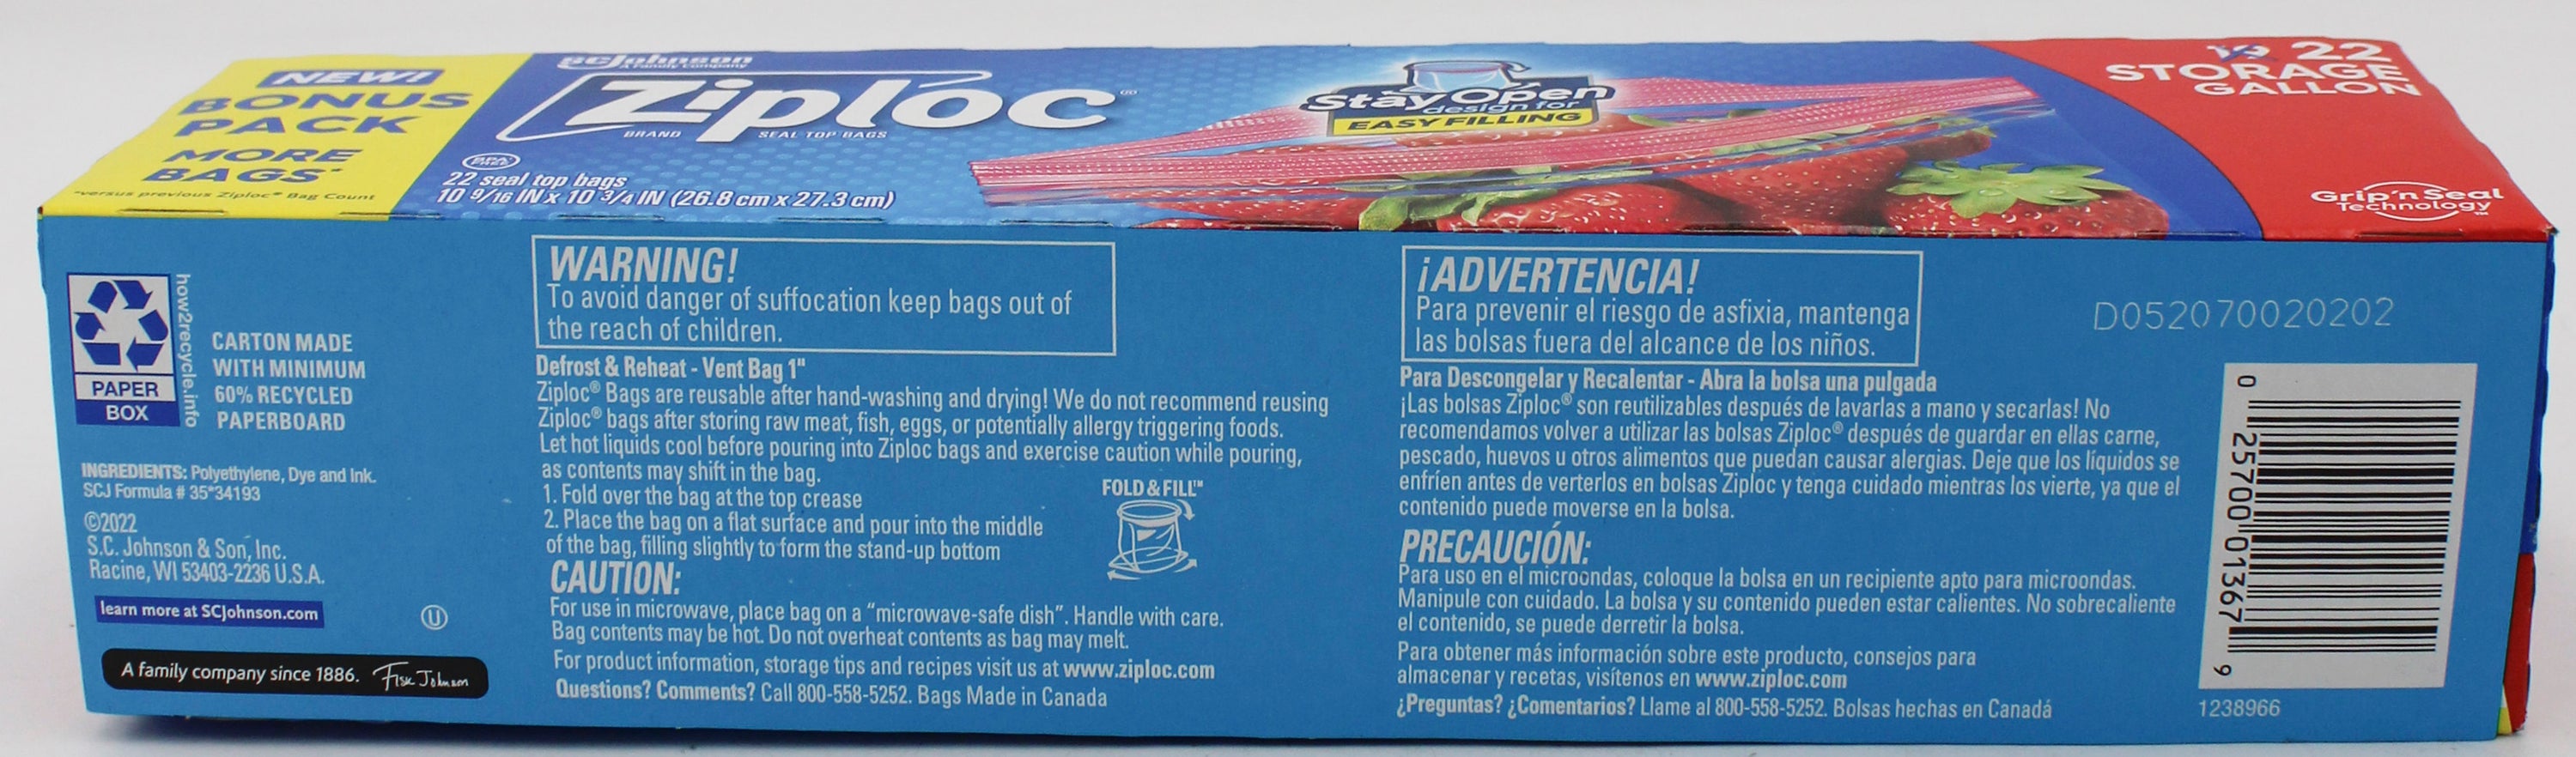 NEW!
BONUS
PACK
MORE
BAGS*
*versus previous Ziploc® Bag Count
SCJohnson
A Family Company
Ziploc®
BRAND SEAL TOP BAGS
BPA FREE
22 seal top bags
10 9/16 IN x 10 3/4 IN (26.8 cm x 27.3 cm)
Stay Open
design for
EASY FILLING
19 22
STORAGE
GALLON
Grip'n Seal
Technology™
PAPER
BOX
how2recycle.info
CARTON MADE
WITH MINIMUM
60% RECYCLED
PAPERBOARD
INGREDIENTS: Polyethylene, Dye and Ink.
SCJ Formula # 35*34193
©2022
S.C. Johnson & Son, Inc.
Racine, WI 53403-2236 U.S.A.
learn more at SCJohnson.com
U
A family company since 1886. Fisk Johnson
WARNING!
To avoid danger of suffocation keep bags out of
the reach of children.
Defrost & Reheat - Vent Bag 1"
Ziploc® Bags are reusable after hand-washing and drying! We do not recommend reusing
Ziploc® bags after storing raw meat, fish, eggs, or potentially allergy triggering foods.
Let hot liquids cool before pouring into Ziploc bags and exercise caution while pouring,
as contents may shift in the bag.
1. Fold over the bag at the top crease
2. Place the bag on a flat surface and pour into the middle
of the bag, filling slightly to form the stand-up bottom
FOLD & FILL™
CAUTION:
For use in microwave, place bag on a “microwave-safe dish”. Handle with care.
Bag contents may be hot. Do not overheat contents as bag may melt.
For product information, storage tips and recipes visit us at www.ziploc.com
Questions? Comments? Call 800-558-5252. Bags Made in Canada
¡ADVERTENCIA!
Para prevenir el riesgo de asfixia, mantenga
las bolsas fuera del alcance de los niños.
Para Descongelar y Recalentar - Abra la bolsa una pulgada
¡Las bolsas Ziploc® son reutilizables después de lavarlas a mano y secarlas! No
recomendamos volver a utilizar las bolsas Ziploc® después de guardar en ellas carne,
pescado, huevos u otros alimentos que puedan causar alergias. Deje que los líquidos se
enfríen antes de verterlos en bolsas Ziploc y tenga cuidado mientras los vierte, ya que el
contenido puede moverse en la bolsa.
PRECAUCIÓN:
Para uso en el microondas, coloque la bolsa en un recipiente apto para microondas.
Manipule con cuidado. La bolsa y su contenido pueden estar calientes. No sobrecaliente
el contenido, se puede derretir la bolsa.
Para obtener más información sobre este producto, consejos para
almacenar y recetas, visítenos en www.ziploc.com
¿Preguntas? ¿Comentarios? Llame al 800-558-5252. Bolsas hechas en Canadá
D052070020202
0 25700 01367 9
1238966